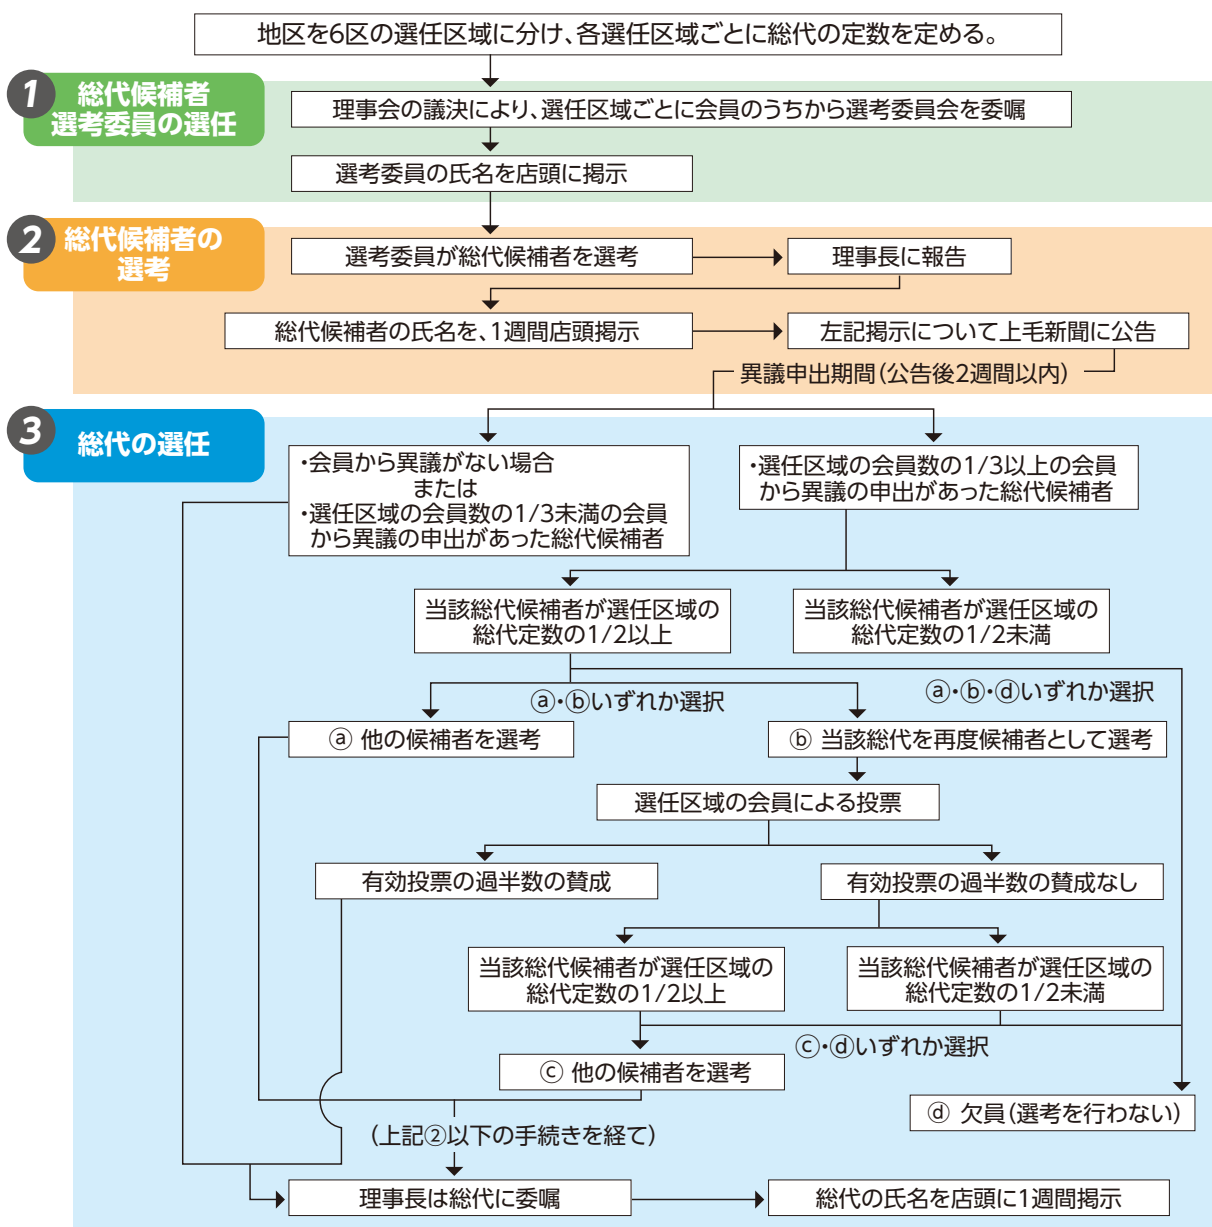 地区を6区の選任区域に分け、各選任区域ごとに総代の定数を定める。
1
総代候補者
選考委員の選任
理事会の議決により、選任区域ごとに会員のうちから選考委員会を委嘱
選考委員の氏名を店頭に掲示
2
総代候補者の
選考
選考委員が総代候補者を選考
理事長に報告
総代候補者の氏名を、1週間店頭掲示
左記掲示について上毛新聞に公告
異議申出期間(公告後2週間以内)
3
総代の選任
・会員から異議がない場合
または
・選任区域の会員数の1/3未満の会員
から異議の申出があった総代候補者
・選任区域の会員数の1/3以上の会員
から異議の申出があった総代候補者
当該総代候補者が選任区域の
総代定数の1/2以上
当該総代候補者が選任区域の
総代定数の1/2未満
ⓐ・ⓑいずれか選択
ⓐ・ⓑ・ⓓいずれか選択
ⓐ 他の候補者を選考
ⓑ 当該総代を再度候補者として選考
選任区域の会員による投票
有効投票の過半数の賛成
有効投票の過半数の賛成なし
当該総代候補者が選任区域の
総代定数の1/2以上
当該総代候補者が選任区域の
総代定数の1/2未満
ⓒ・ⓓいずれか選択
ⓒ 他の候補者を選考
ⓓ 欠員(選考を行わない)
(上記②以下の手続きを経て)
理事長は総代に委嘱
総代の氏名を店頭に1週間掲示